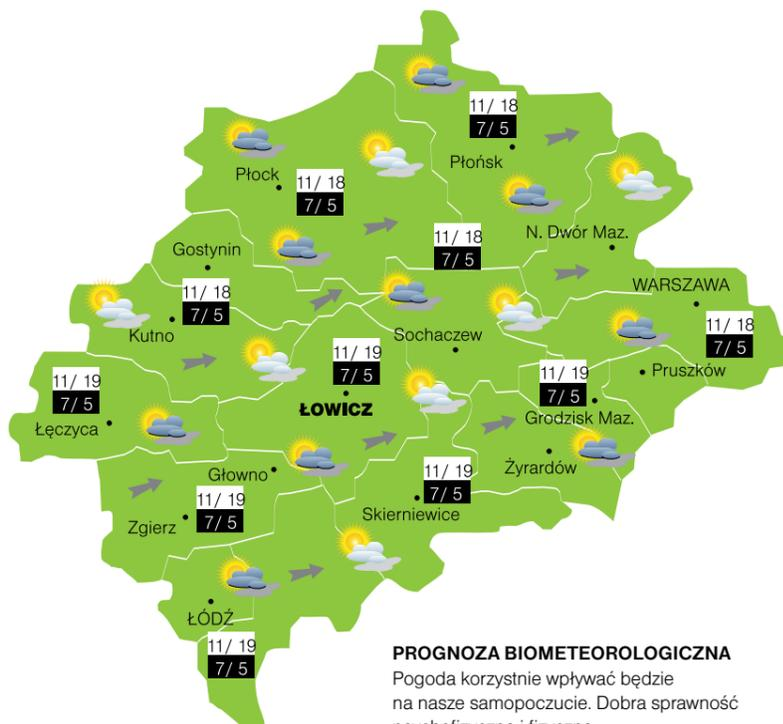 11/ 18
7/ 5
Płońsk
Płock
11/ 18
7/ 5
N. Dwór Maz.
11/ 18
7/ 5
Gostynin
WARSZAWA
11/ 18
7/ 5
Kutno
11/ 18
7/ 5
Sochaczew
11/ 19
7/ 5
ŁOWICZ
Pruszków
11/ 19
7/ 5
Łęczyca
11/ 19
7/ 5
Grodzisk Maz.
Głowno
Żyrardów
11/ 19
7/ 5
Skierniewice
11/ 19
7/ 5
Zgierz
ŁÓDŹ
11/ 19
7/ 5
PROGNOZA BIOMETEOROLOGICZNA
Pogoda korzystnie wpływać będzie
na nasze samopoczucie. Dobra sprawność